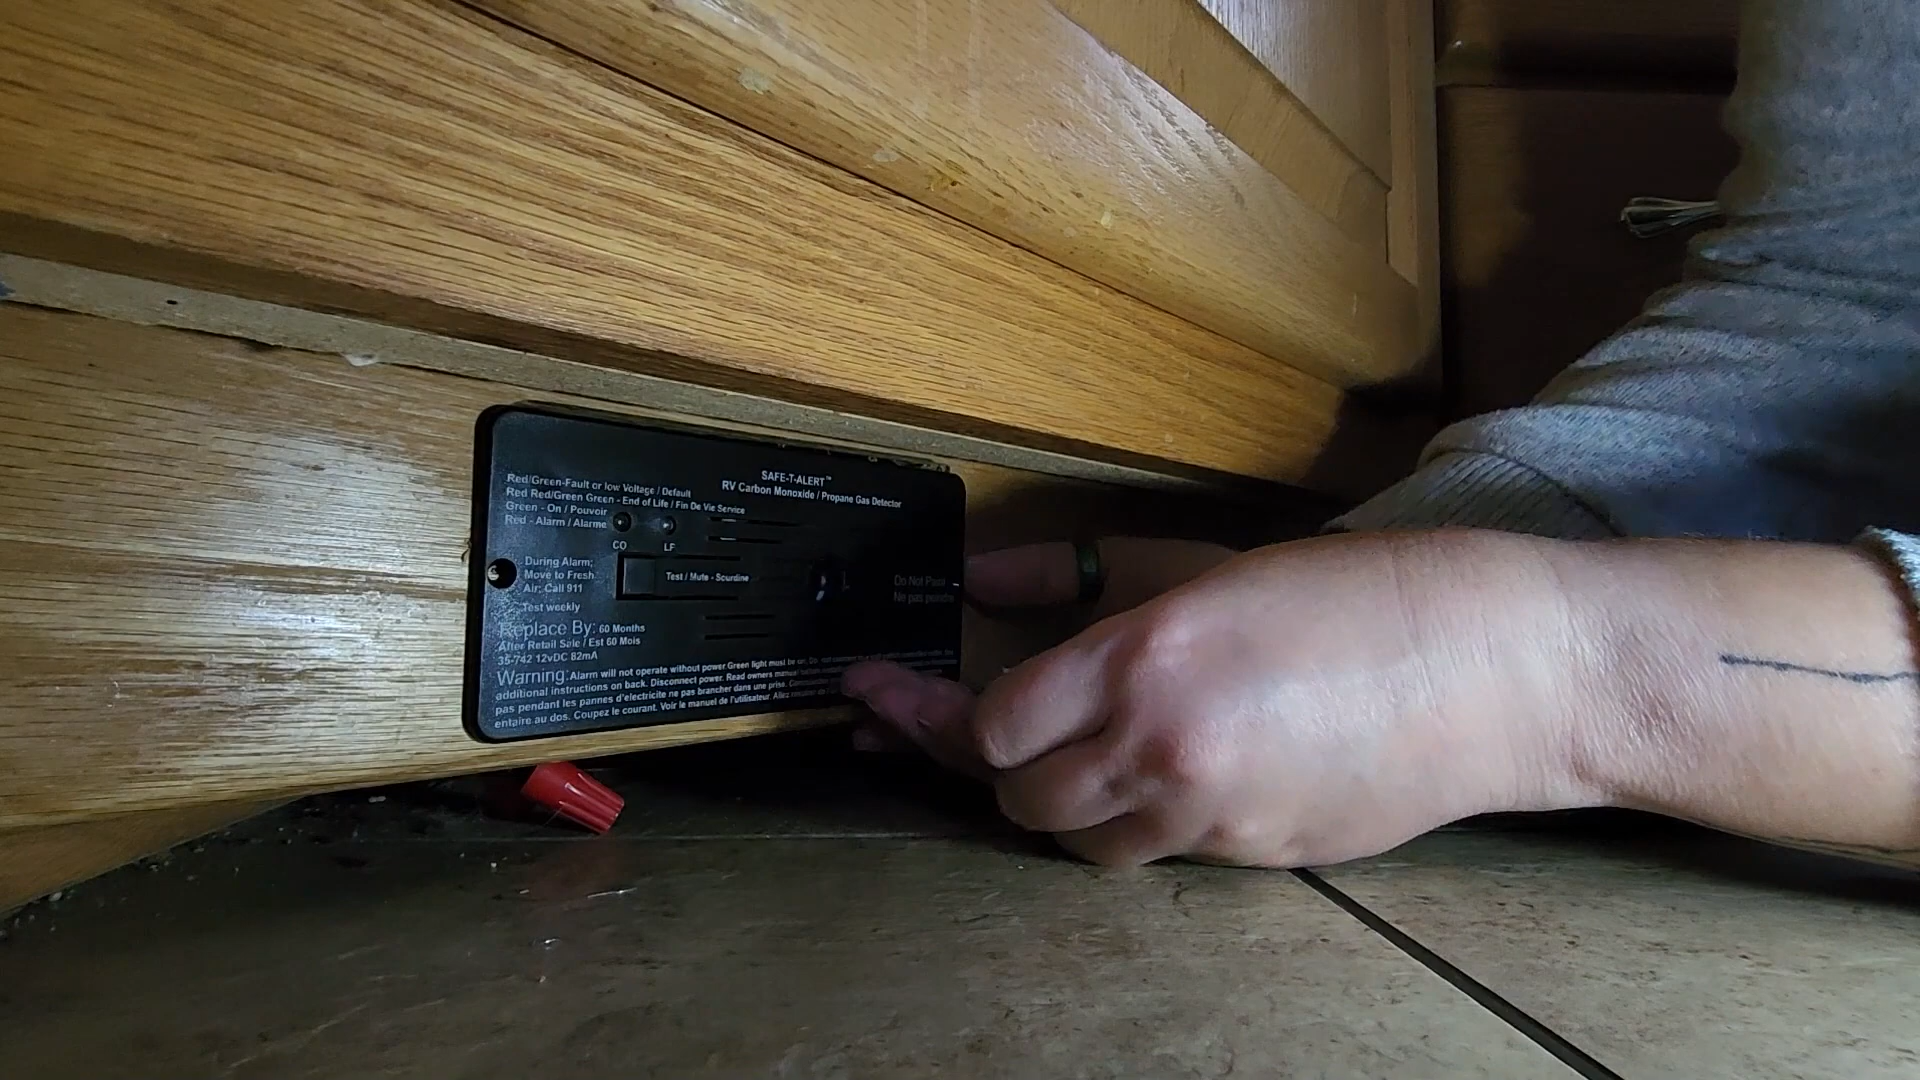 SAFE-T-ALERT™
RV Carbon Monoxide / Propane Gas Detector
Red/Green-Fault or low Voltage / Default
Red Red/Green Green - End of Life / Fin De Vie Service
Green - On / Pouvoir
Red - Alarm / Alarme
CO LF
During Alarm;
Move to Fresh
Air; Call 911
Test / Mute - Sourdine
Do Not Paint
Ne pas peindre
Test weekly
Replace By: 60 Months
After Retail Sale / Est 60 Mois
35-742 12vDC 82mA
Warning: Alarm will not operate without power Green light must be on. Do not connect to a
additional instructions on back. Disconnect power. Read owners manual
pas pendant les pannes d'electricite ne pas brancher dans une prise.
entaire au dos. Coupez le courant. Voir le manuel de l'utilisateur.